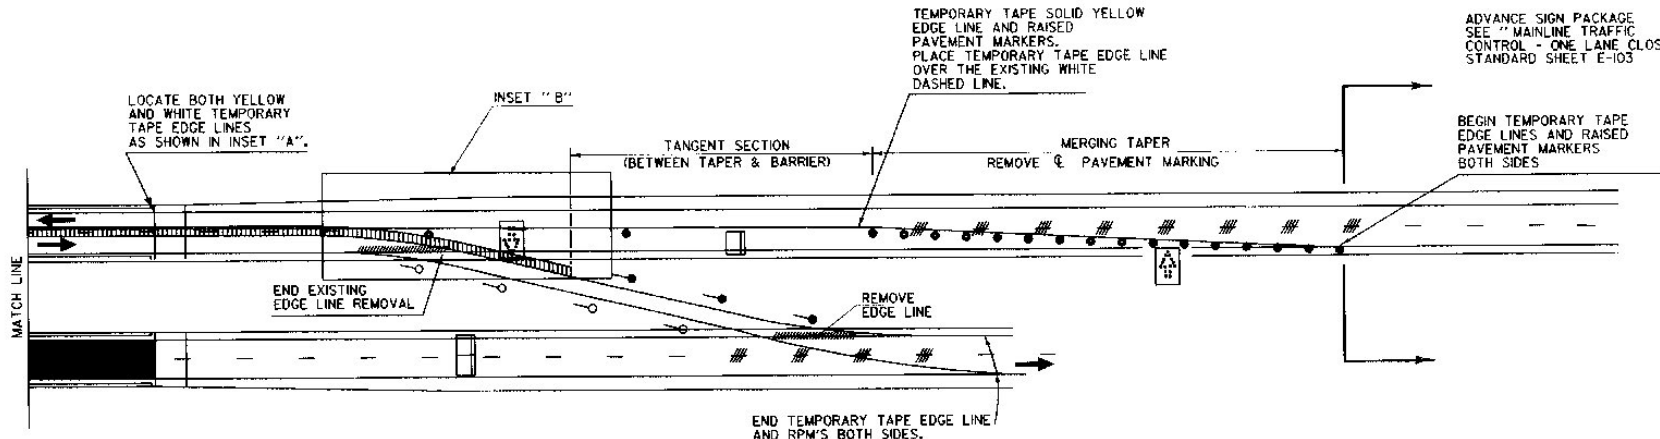 TEMPORARY TAPE SOLID YELLOW
EDGE LINE AND RAISED
PAVEMENT MARKERS.
PLACE TEMPORARY TAPE EDGE LINE
OVER THE EXISTING WHITE
DASHED LINE.
ADVANCE SIGN PACKAGE
SEE "MAINLINE TRAFFIC
CONTROL - ONE LANE CLOS
STANDARD SHEET E-103
LOCATE BOTH YELLOW
AND WHITE TEMPORARY
TAPE EDGE LINES
AS SHOWN IN INSET "A".
INSET "B"
TANGENT SECTION
(BETWEEN TAPER & BARRIER)
MERGING TAPER
REMOVE ℄ PAVEMENT MARKING
BEGIN TEMPORARY TAPE
EDGE LINES AND RAISED
PAVEMENT MARKERS
BOTH SIDES
MATCH LINE
END EXISTING
EDGE LINE REMOVAL
REMOVE
EDGE LINE
END TEMPORARY TAPE EDGE LINE
AND RPM'S BOTH SIDES.